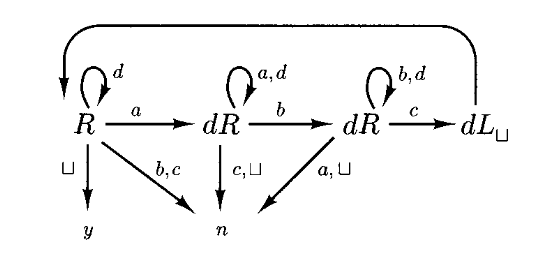 d a,d b,d
R a dR b dR c dL⊔
⊔ b,c c,⊔ a,⊔
y n